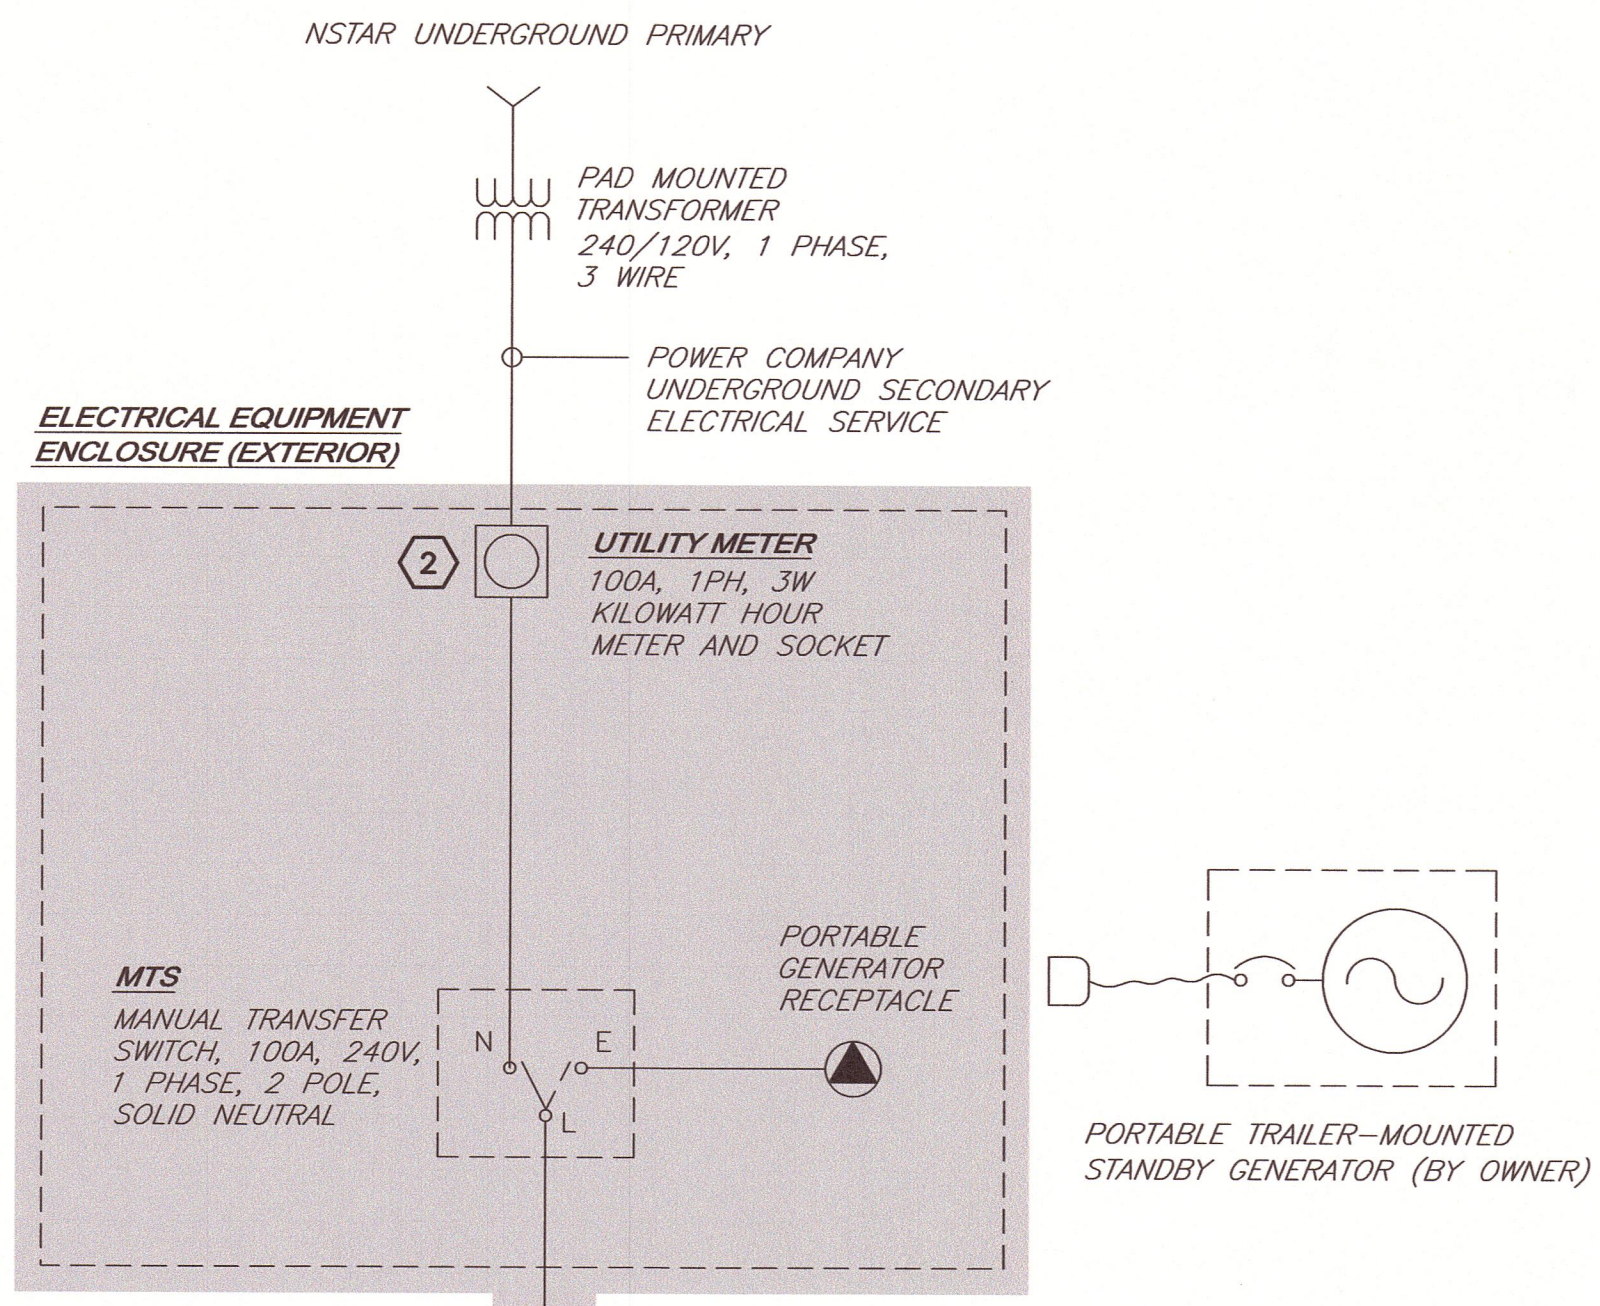 NSTAR UNDERGROUND PRIMARY
PAD MOUNTED
TRANSFORMER
240/120V, 1 PHASE,
3 WIRE
POWER COMPANY
UNDERGROUND SECONDARY
ELECTRICAL SERVICE
ELECTRICAL EQUIPMENT
ENCLOSURE (EXTERIOR)
2
UTILITY METER
100A, 1PH, 3W
KILOWATT HOUR
METER AND SOCKET
MTS
MANUAL TRANSFER
SWITCH, 100A, 240V,
1 PHASE, 2 POLE,
SOLID NEUTRAL
N
E
L
PORTABLE
GENERATOR
RECEPTACLE
PORTABLE TRAILER-MOUNTED
STANDBY GENERATOR (BY OWNER)